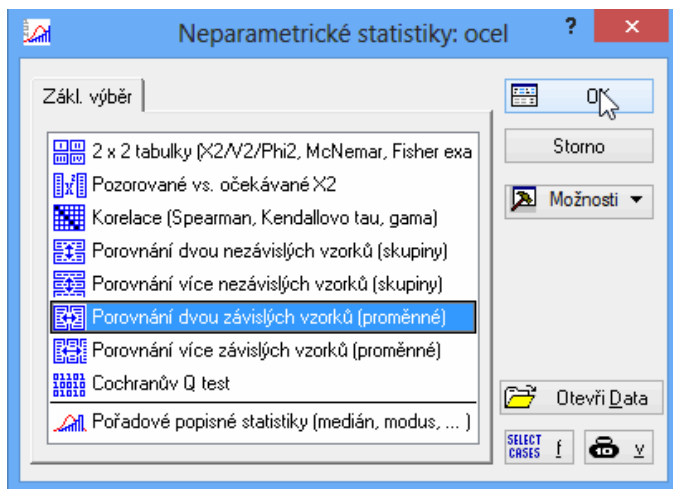 Neparametrické statistiky: ocel ? ×
Zákl. výběr
2 x 2 tabulky (X2/V2/Phi2, McNemar, Fisher exa
Pozorované vs. očekávané X2
Korelace (Spearman, Kendallovo tau, gama)
Porovnání dvou nezávislých vzorků (skupiny)
Porovnání více nezávislých vzorků (skupiny)
Porovnání dvou závislých vzorků (proměnné)
Porovnání více závislých vzorků (proměnné)
Cochranův Q test
Pořadové popisné statistiky (medián, modus, ... )
OK
Storno
Možnosti
Otevři Data
SELECT
CASES f
v